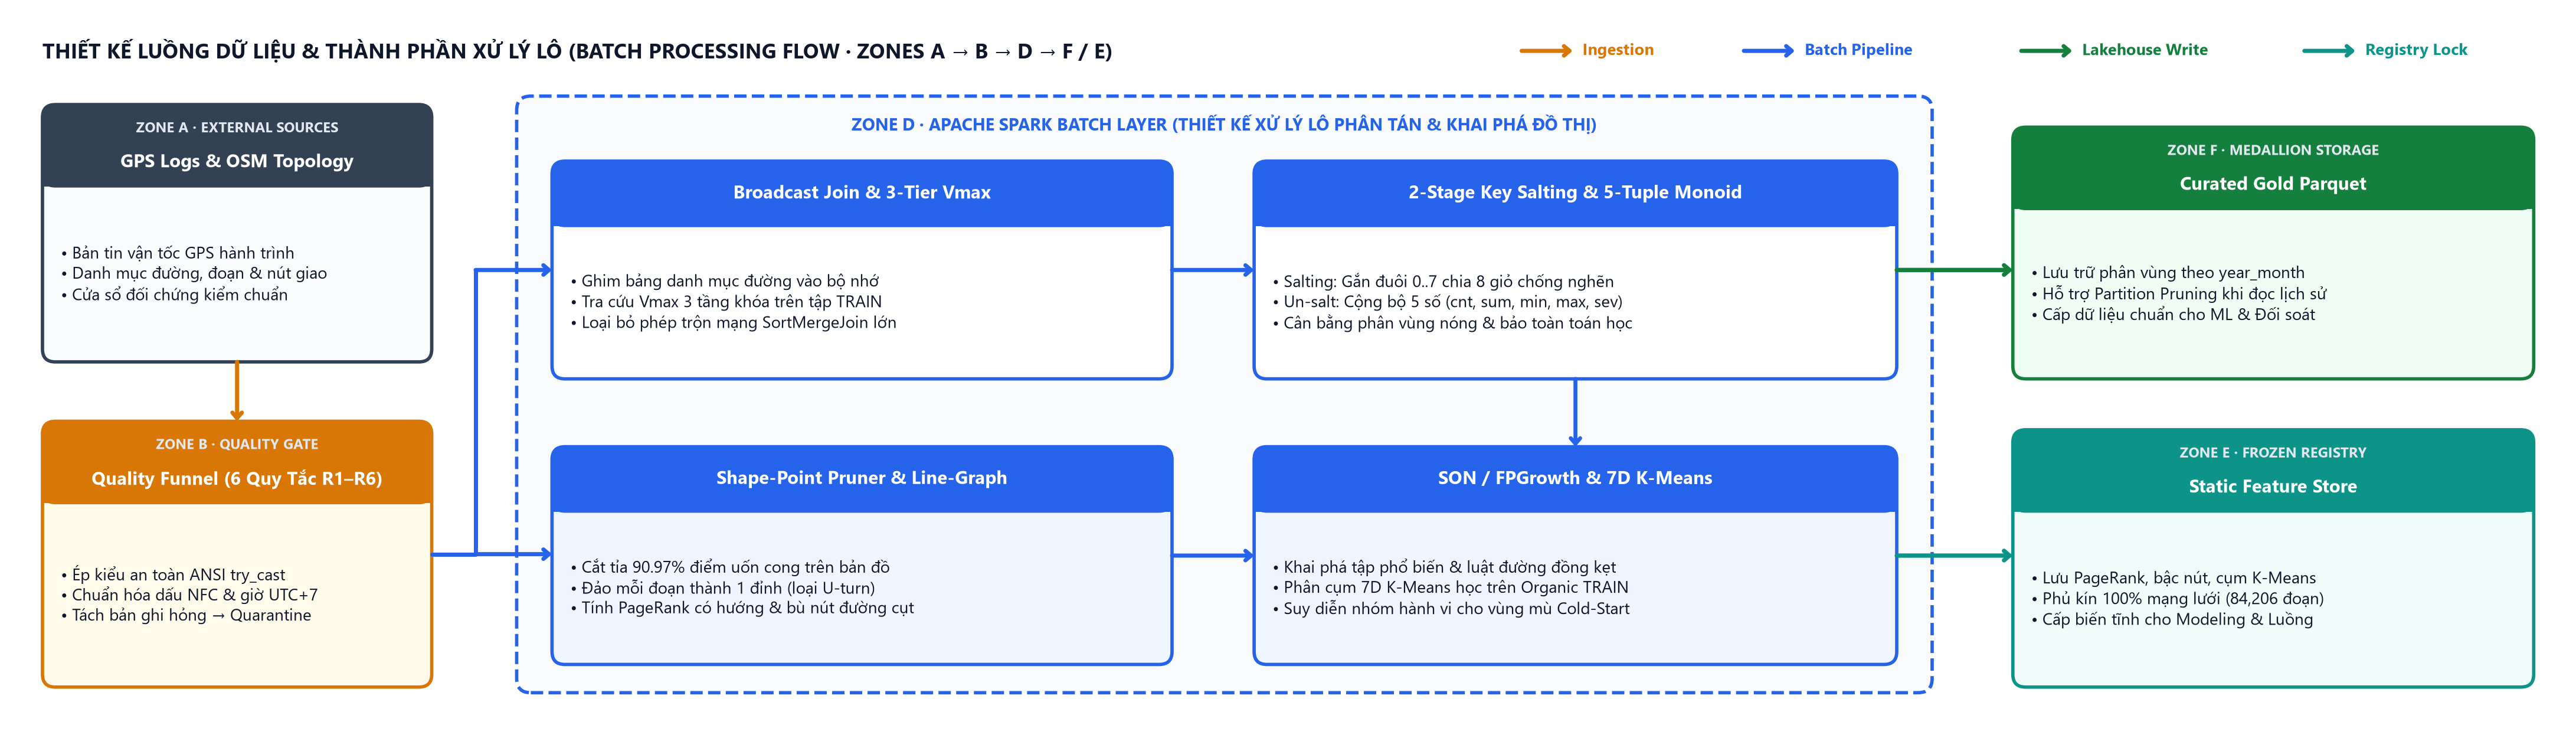 THIẾT KẾ LUỒNG DỮ LIỆU & THÀNH PHẦN XỬ LÝ LÔ (BATCH PROCESSING FLOW · ZONES A → B → D → F / E)
Ingestion
Batch Pipeline
Lakehouse Write
Registry Lock
ZONE A · EXTERNAL SOURCES
GPS Logs & OSM Topology
• Bản tin vận tốc GPS hành trình
• Danh mục đường, đoạn & nút giao
• Cửa sổ đối chứng kiểm chuẩn
ZONE B · QUALITY GATE
Quality Funnel (6 Quy Tắc R1–R6)
• Ép kiểu an toàn ANSI try_cast
• Chuẩn hóa dấu NFC & giờ UTC+7
• Tách bản ghi hỏng → Quarantine
ZONE D · APACHE SPARK BATCH LAYER (THIẾT KẾ XỬ LÝ LÔ PHÂN TÁN & KHAI PHÁ ĐỒ THỊ)
Broadcast Join & 3-Tier Vmax
• Ghim bảng danh mục đường vào bộ nhớ
• Tra cứu Vmax 3 tầng khóa trên tập TRAIN
• Loại bỏ phép trộn mạng SortMergeJoin lớn
2-Stage Key Salting & 5-Tuple Monoid
• Salting: Gắn đuôi 0..7 chia 8 giỏ chống nghẽn
• Un-salt: Cộng bộ 5 số (cnt, sum, min, max, sev)
• Cân bằng phân vùng nóng & bảo toàn toán học
Shape-Point Pruner & Line-Graph
• Cắt tỉa 90.97% điểm uốn cong trên bản đồ
• Đảo mỗi đoạn thành 1 đỉnh (loại U-turn)
• Tính PageRank có hướng & bù nút đường cụt
SON / FPGrowth & 7D K-Means
• Khai phá tập phổ biến & luật đường đồng kẹt
• Phân cụm 7D K-Means học trên Organic TRAIN
• Suy diễn nhóm hành vi cho vùng mù Cold-Start
ZONE F · MEDALLION STORAGE
Curated Gold Parquet
• Lưu trữ phân vùng theo year_month
• Hỗ trợ Partition Pruning khi đọc lịch sử
• Cấp dữ liệu chuẩn cho ML & Đối soát
ZONE E · FROZEN REGISTRY
Static Feature Store
• Lưu PageRank, bậc nút, cụm K-Means
• Phủ kín 100% mạng lưới (84,206 đoạn)
• Cấp biến tĩnh cho Modeling & Luồng